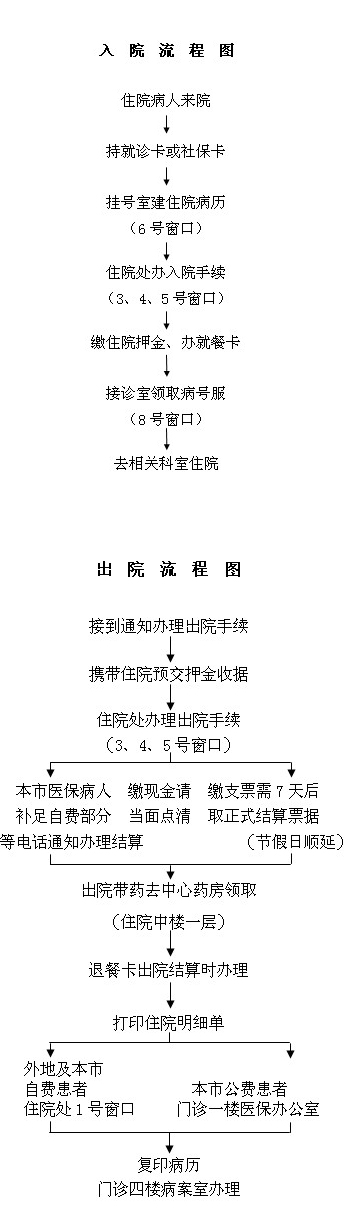 入 院 流 程 图
住院病人来院
持就诊卡或社保卡
挂号室建住院病历
（6号窗口）
住院处办入院手续
（3、4、5号窗口）
缴住院押金、办就餐卡
接诊室领取病号服
（8号窗口）
去相关科室住院
出 院 流 程 图
接到通知办理出院手续
携带住院预交押金收据
住院处办理出院手续
（3、4、5号窗口）
本市医保病人 缴现金请 缴支票需7天后
补足自费部分 当面点清 取正式结算票据
等电话通知办理结算 （节假日顺延）
出院带药去中心药房领取
（住院中楼一层）
退餐卡出院结算时办理
打印住院明细单
外地及本市
自费患者 本市公费患者
住院处1号窗口 门诊一楼医保办公室
复印病历
门诊四楼病案室办理